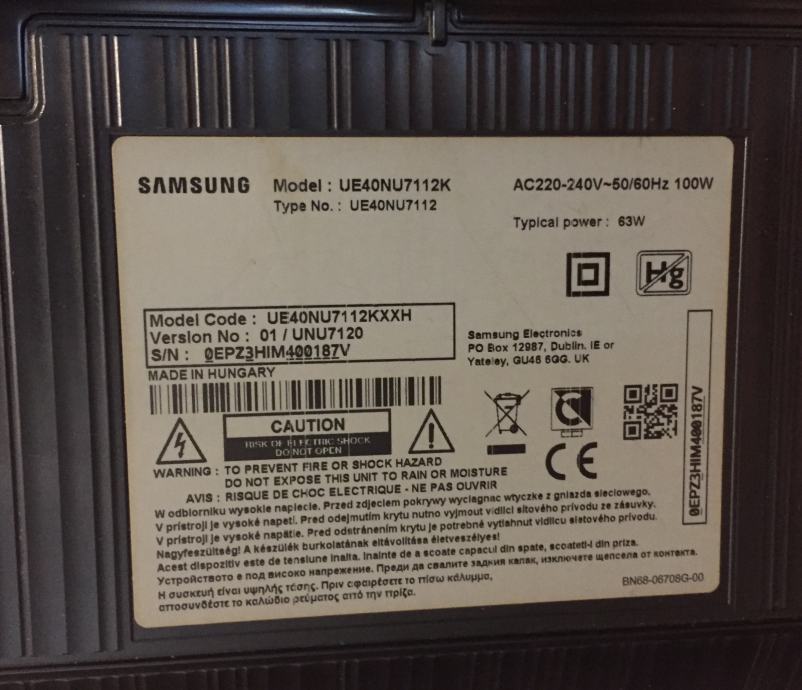 SAMSUNG Model : UE40NU7112K AC220-240V~50/60Hz 100W
Type No. : UE40NU7112
Typical power : 63W
Hg
Model Code : UE40NU7112KXXH
Version No : 01 / UNU7120
S/N : 0EPZ3HIM400187V
Samsung Electronics
PO Box 12987, Dublin. IE or
Yateley, GU46 6GG. UK
MADE IN HUNGARY
0EPZ3HIM400187V
CAUTION
RISK OF ELECTRIC SHOCK
DO NOT OPEN
CE
WARNING : TO PREVENT FIRE OR SHOCK HAZARD
DO NOT EXPOSE THIS UNIT TO RAIN OR MOISTURE
AVIS : RISQUE DE CHOC ELECTRIQUE - NE PAS OUVRIR
W odborniku wysokie napiecie. Przed zdjeciem pokrywy wyciagnac wtyczke z gniazda sieciowego.
V prístroji je vysoké napetí. Pred odejmutím krytu nutno vyjmout vidlici sítového prívodu ze zásuvky.
V prístroji je vysoké napätie. Pred odstránením krytu je potrebné vytiahnut vidlicu sietového prívodu.
Nagyfeszültség! A készülék burkolatának eltávolítása életveszélyes!
Acest dispozitiv este de tensiune inalta. Inainte de a scoate capacul din spate, scoateti-l din priza.
Устройството е под високо напрежение. Преди да свалите задния капак, изключете щепсела от контакта.
Η συσκευή είναι υψηλής τάσης. Πριν αφαιρέσετε το πίσω κάλυμμα,
αποσυνδέστε το καλώδιο ρεύματος από την πρίζα.
BN68-06708G-00